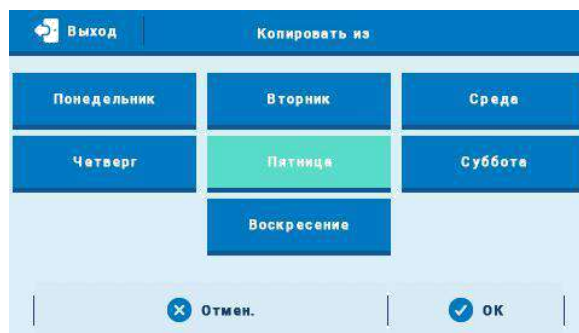 Выход Копировать из
Понедельник Вторник Среда
Четверг Пятница Суббота
Воскресение
Отмен. OK